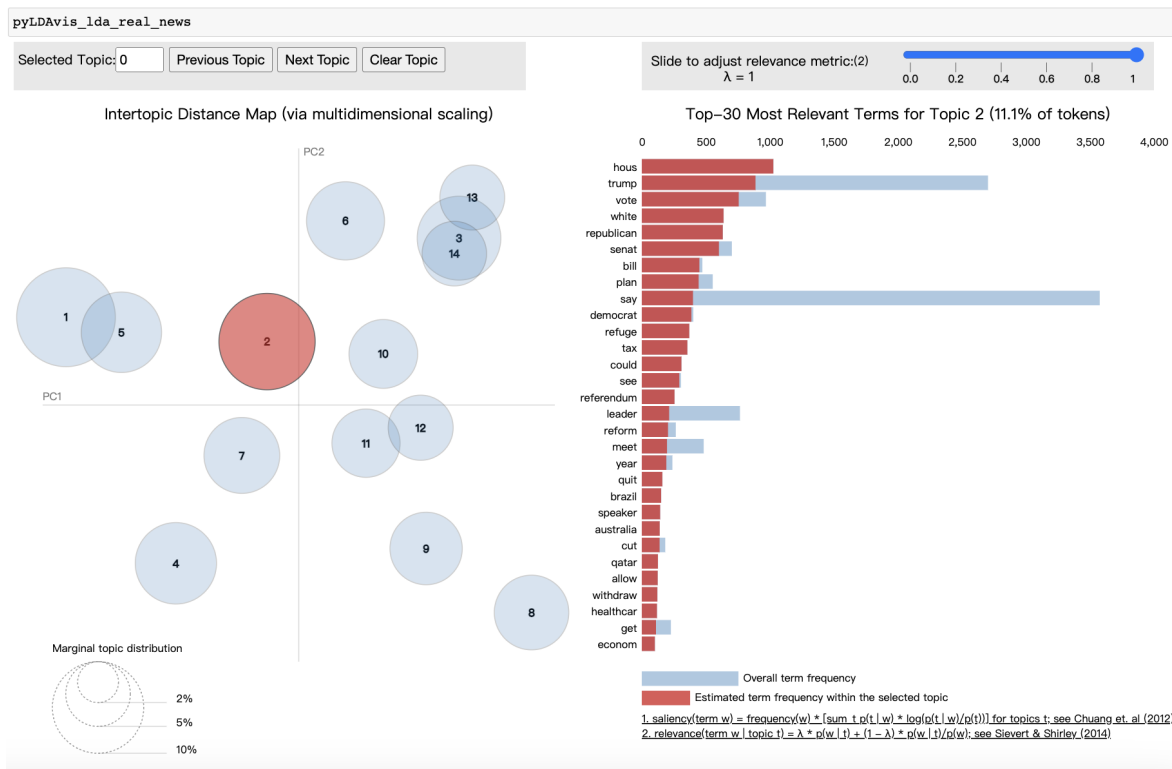 pyLDAvis_lda_real_news
Selected Topic: 0 Previous Topic Next Topic Clear Topic
Slide to adjust relevance metric:(2)
λ = 1
0.0 0.2 0.4 0.6 0.8 1
Intertopic Distance Map (via multidimensional scaling)
PC2
PC1
13
6
3
14
1
5
2
10
12
11
7
9
4
8
Marginal topic distribution
2%
5%
10%
Top-30 Most Relevant Terms for Topic 2 (11.1% of tokens)
0 500 1,000 1,500 2,000 2,500 3,000 3,500 4,000
hous
trump
vote
white
republican
senat
bill
plan
say
democrat
refuge
tax
could
see
referendum
leader
reform
meet
year
quit
brazil
speaker
australia
cut
qatar
allow
withdraw
healthcar
get
econom
Overall term frequency
Estimated term frequency within the selected topic
1. saliency(term w) = frequency(w) * [sum_t p(t | w) * log(p(t | w)/p(t))] for topics t; see Chuang et. al (2012)
2. relevance(term w | topic t) = λ * p(w | t) + (1 - λ) * p(w | t)/p(w); see Sievert & Shirley (2014)